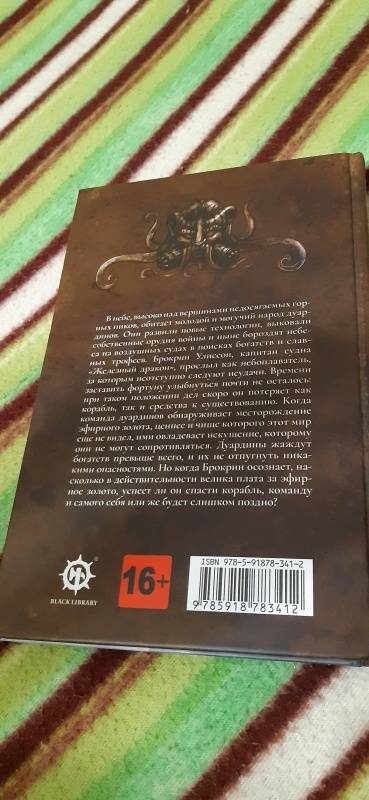 В небе, высоко над вершинами недосягаемых гор-
ных пиков, обитает молодой и могучий народ дуар-
динов. Они развили новые технологии, выковали
собственные орудия войны и ныне бороздят небе-
са на воздушных судах в поисках богатств и слав-
ных трофеев. Брокрин Уллиссон, капитан судна
«Железный дракон», прослыл как небоплаватель,
за которым неотступно следуют неудачи. Времени
заставить фортуну улыбнуться почти не осталось:
при таком положении дел скоро он потеряет как
корабль, так и средства к существованию. Когда
команда дуардинов обнаруживает месторождение
эфирного золота, ценнее и чище которого этот мир
еще не видел, ими овладевает искушение, которому
они не могут сопротивляться. Дуардины жаждут
богатств превыше всего, и их не отпугнуть ника-
кими опасностями. Но когда Брокрин осознает, на-
сколько в действительности велика плата за эфир-
ное золото, успеет ли он спасти корабль, команду
и самого себя или же будет слишком поздно?
BLACK LIBRARY
16+
ISBN 978-5-91878-341-2
9 785918 783412